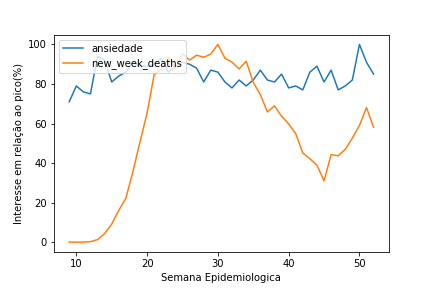 ansiedade
new_week_deaths
Interesse em relação ao pico(%)
100
80
60
40
20
0
10
20
30
40
50
Semana Epidemiologica